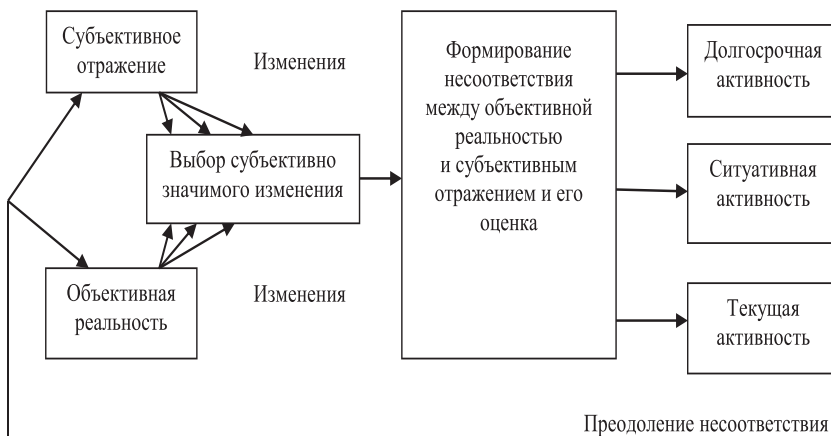 Субъективное
отражение
Изменения
Выбор субъективно
значимого изменения
Объективная
реальность
Изменения
Формирование
несоответствия
между объективной
реальностью
и субъективным
отражением и его
оценка
Долгосрочная
активность
Ситуативная
активность
Текущая
активность
Преодоление несоответствия